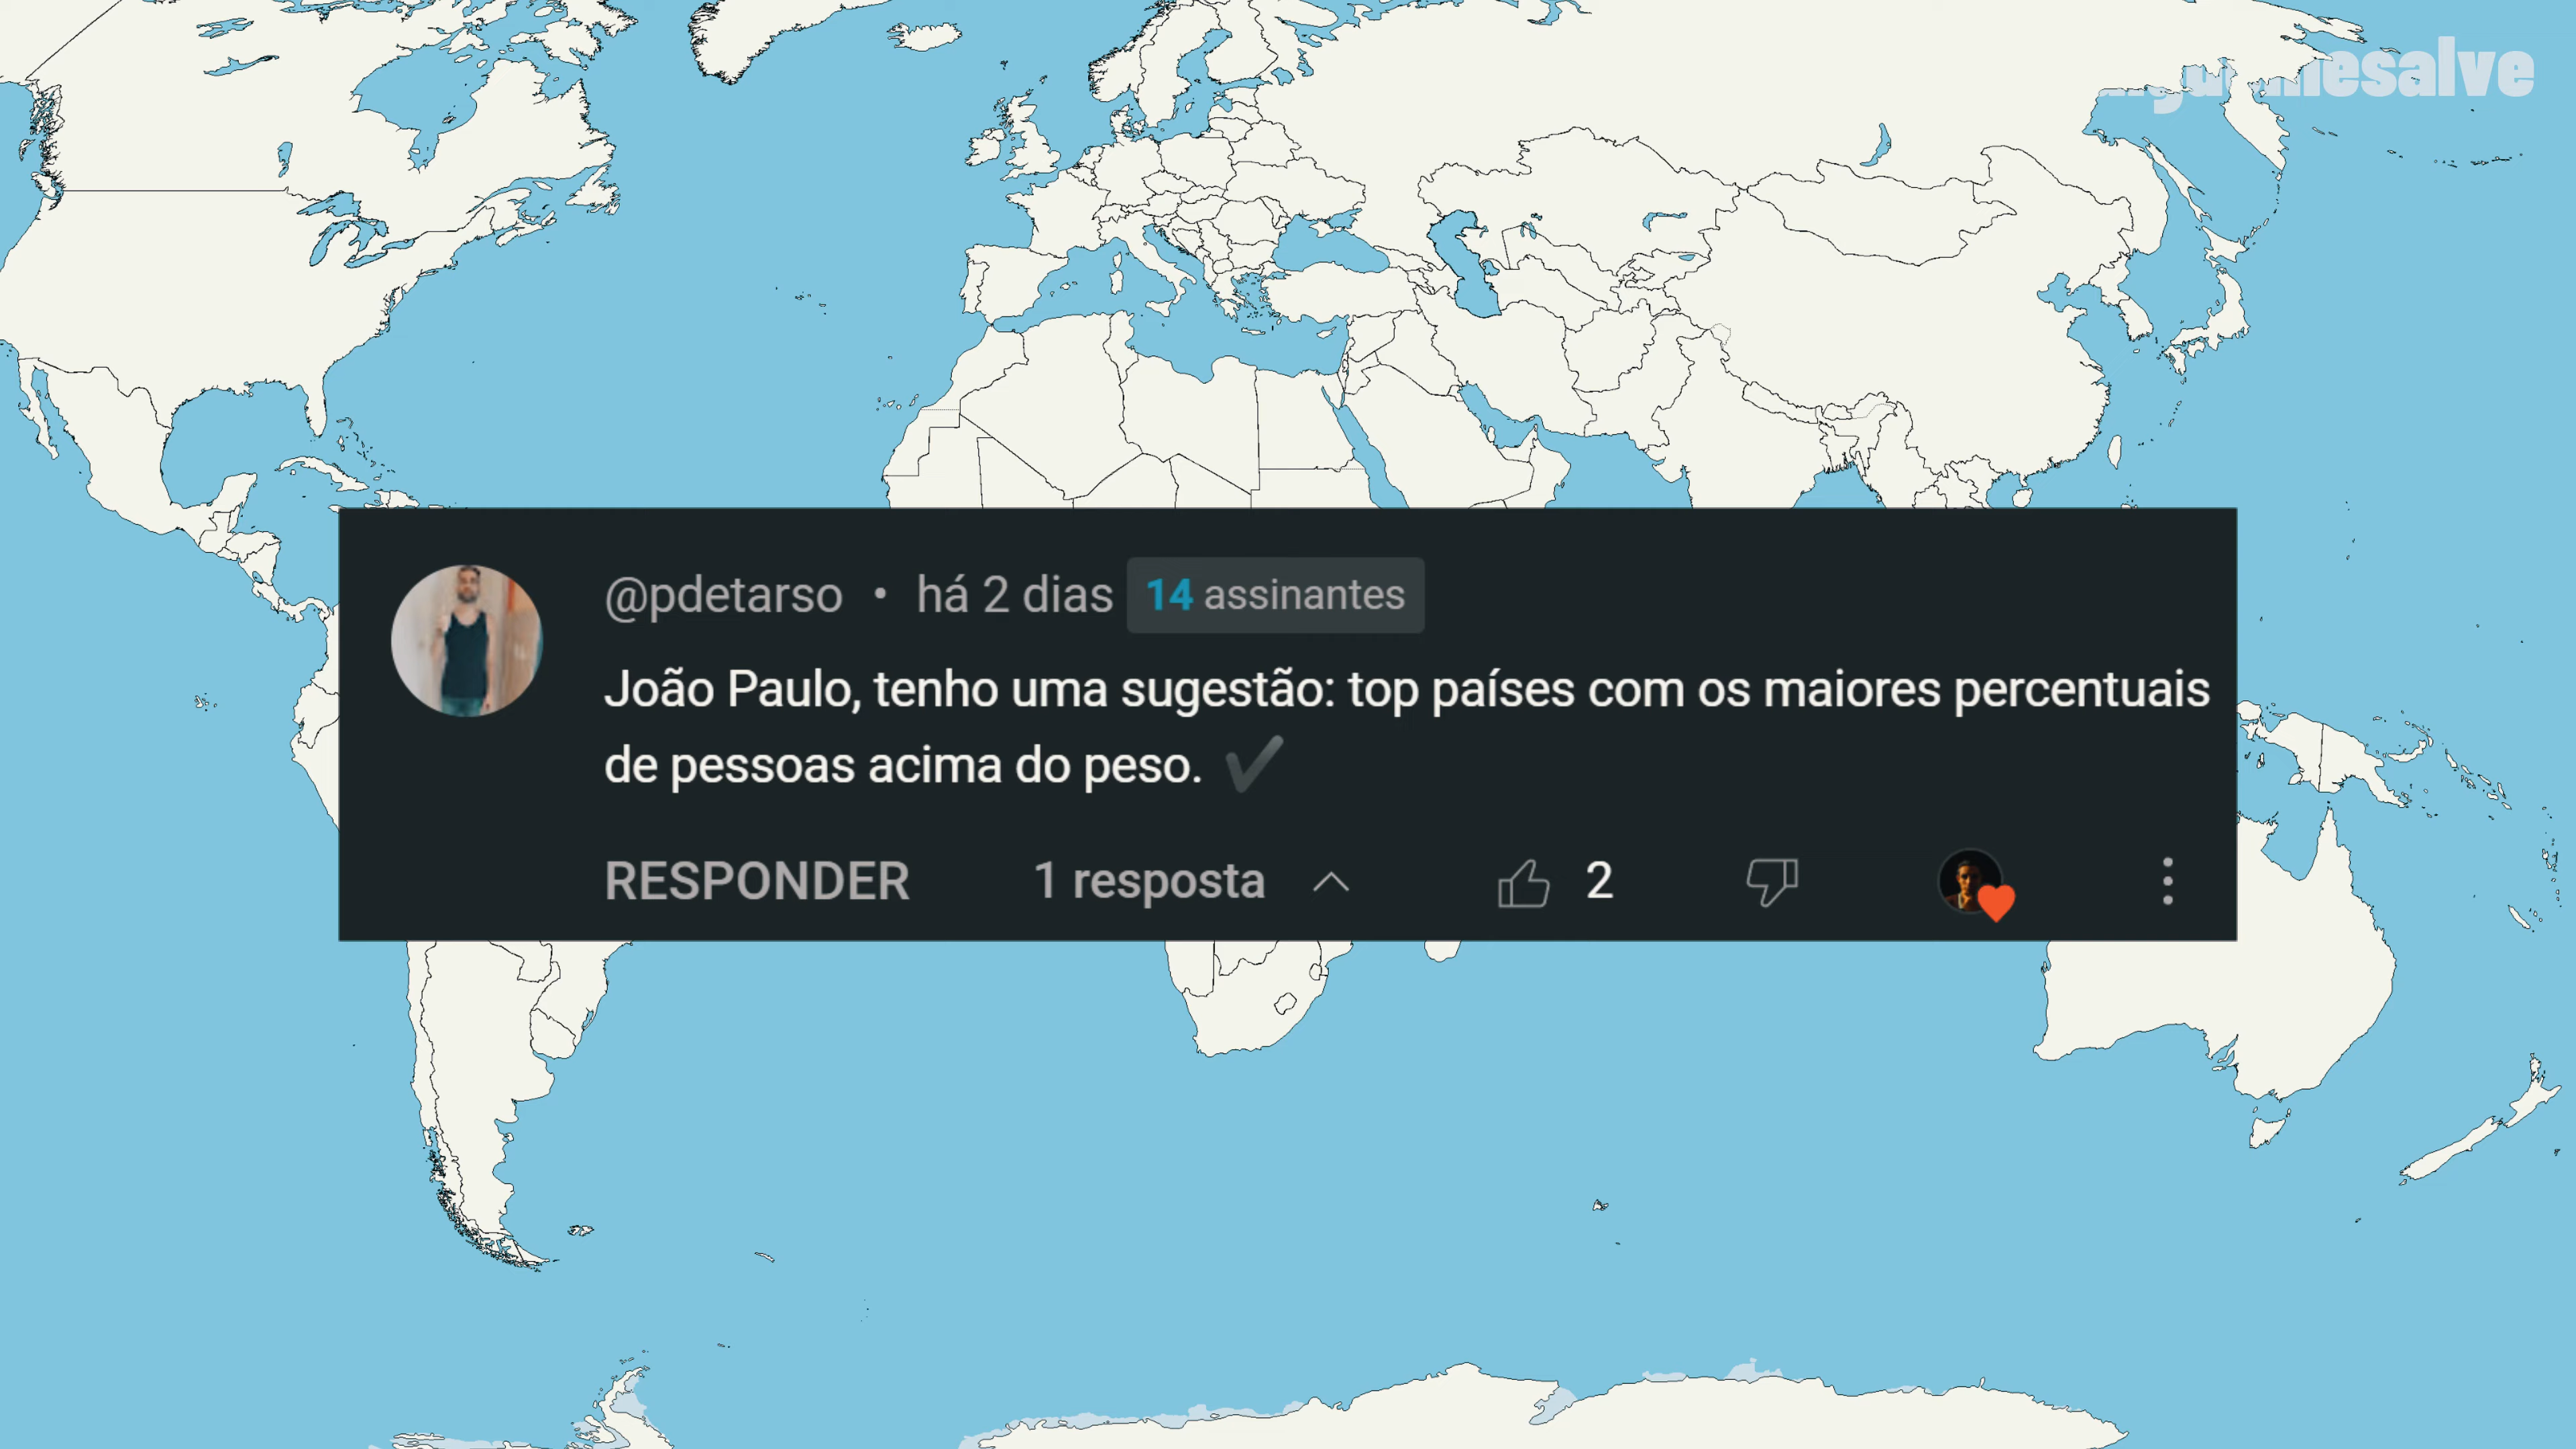 @pdetarso • há 2 dias 14 assinantes
João Paulo, tenho uma sugestão: top países com os maiores percentuais
de pessoas acima do peso. ✔
RESPONDER 1 resposta 2